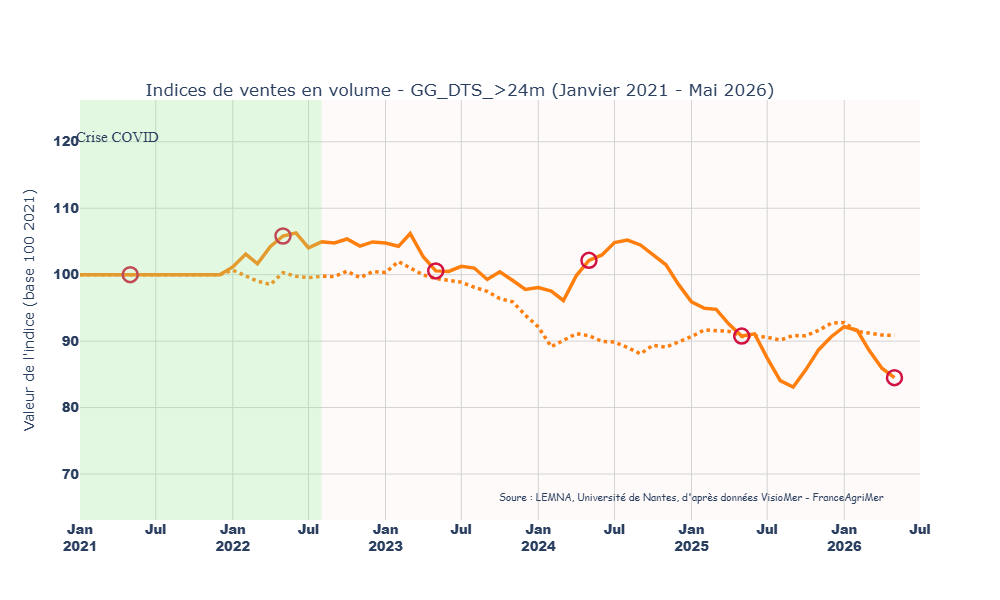 Indices de ventes en volume - GG_DTS_>24m (Janvier 2021 - Mai 2026)
Crise COVID
Valeur de l'indice (base 100 2021)
120
110
100
90
80
70
Soure : LEMNA, Université de Nantes, d'après données VisioMer - FranceAgriMer
Jan Jul Jan Jul Jan Jul Jan Jul Jan Jul Jan Jul
2021 2022 2023 2024 2025 2026